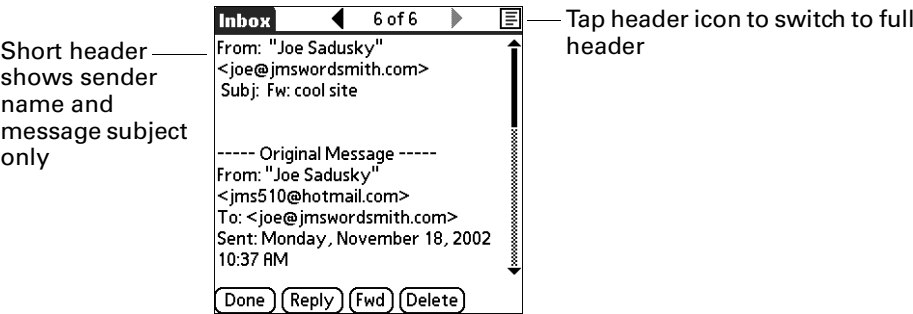 Inbox
6 of 6
Tap header icon to switch to full
header
Short header
shows sender
name and
message subject
only
From: "Joe Sadusky"
<joe@jmswordsmith.com>
Subj: Fw: cool site
----- Original Message -----
From: "Joe Sadusky"
<jms510@hotmail.com>
To: <joe@jmswordsmith.com>
Sent: Monday, November 18, 2002
10:37 AM
Done Reply Fwd Delete